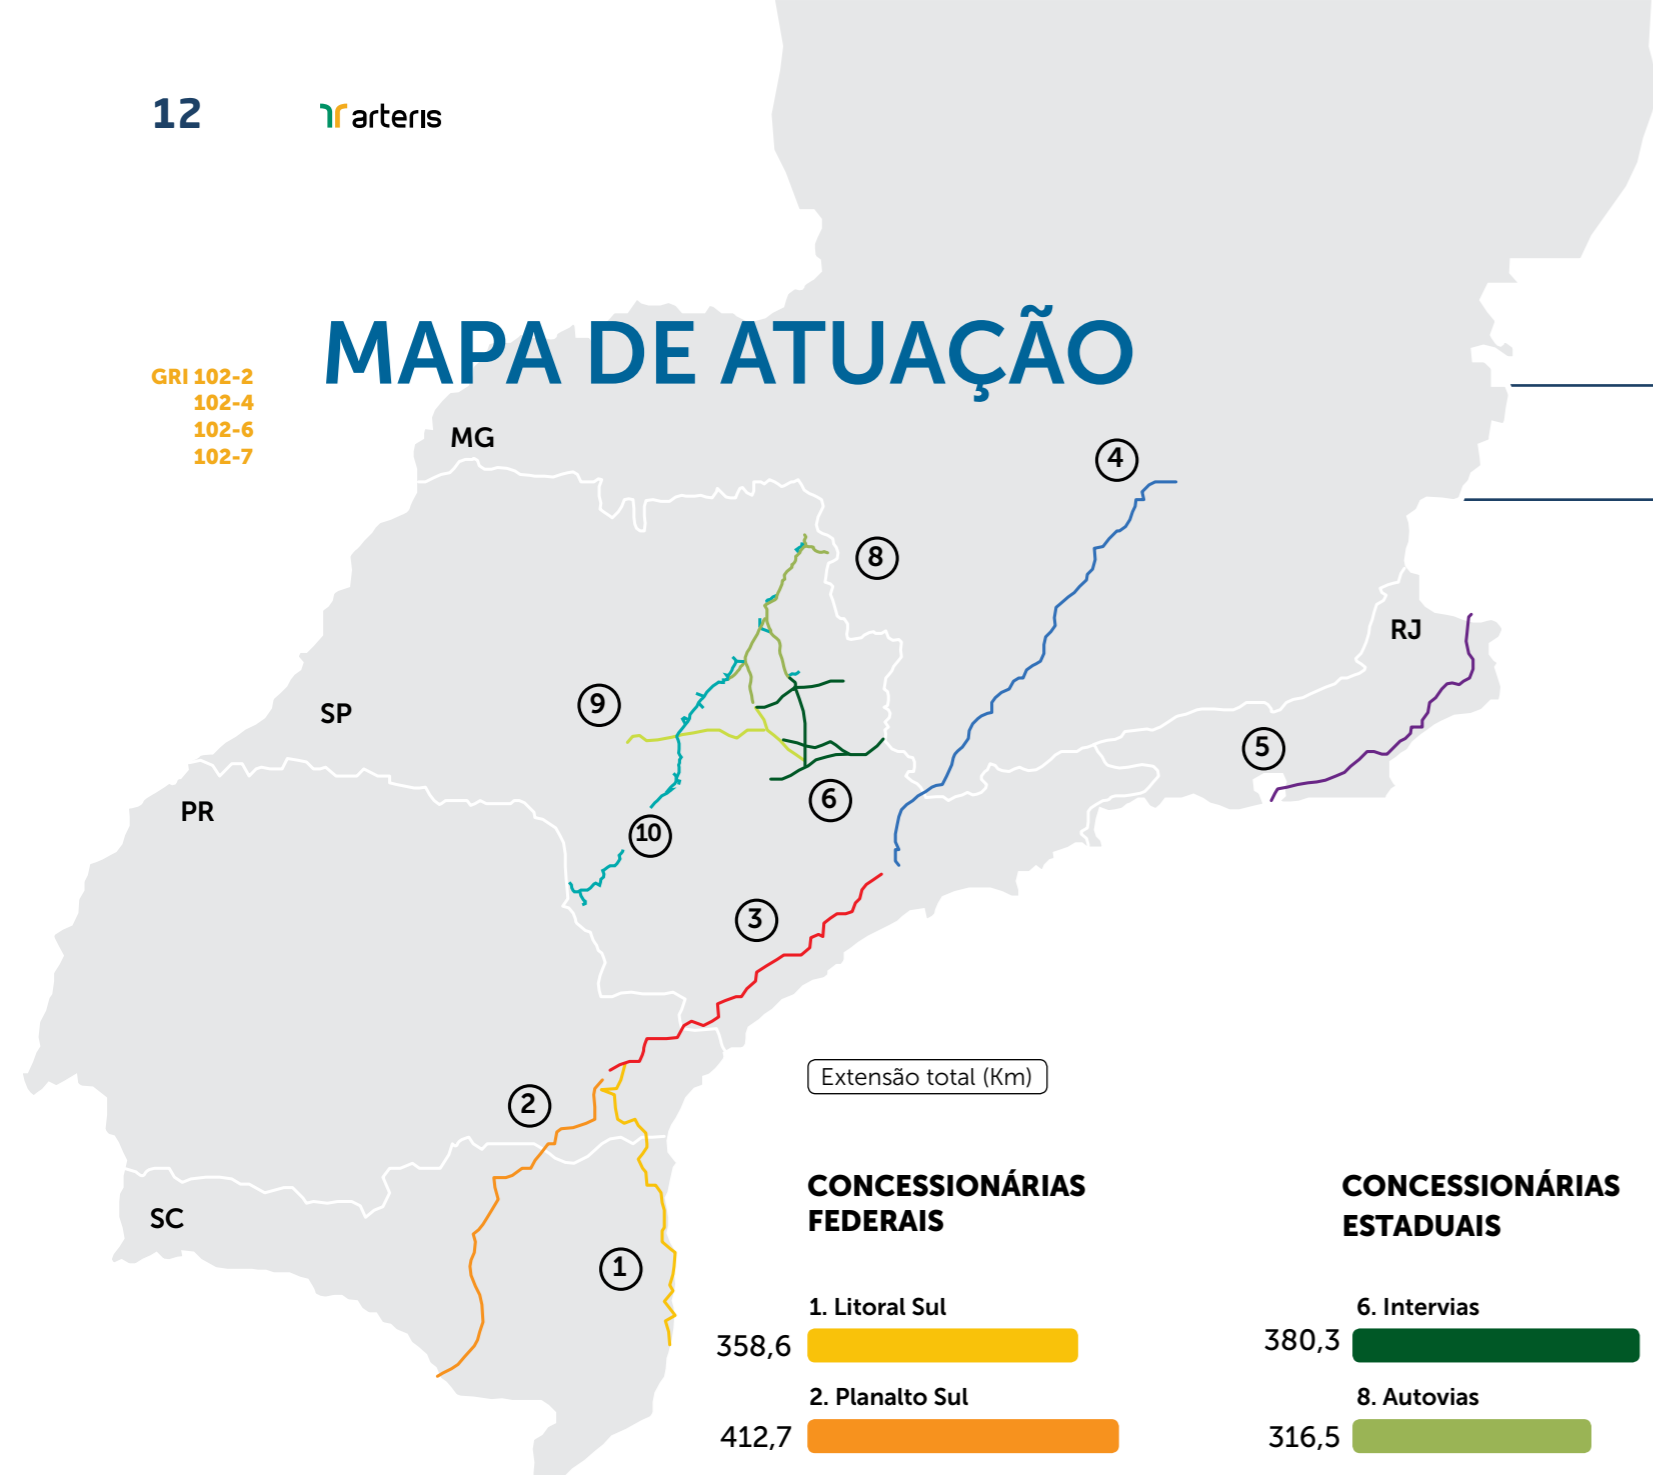 12
arteris
MAPA DE ATUAÇÃO
GRI 102-2
102-4
102-6
102-7
MG
4
8
RJ
SP
9
5
PR
6
10
3
2
SC
1
Extensão total (Km)
CONCESSIONÁRIAS
FEDERAIS
1. Litoral Sul
358,6
2. Planalto Sul
412,7
CONCESSIONÁRIAS
ESTADUAIS
6. Intervias
380,3
8. Autovias
316,5